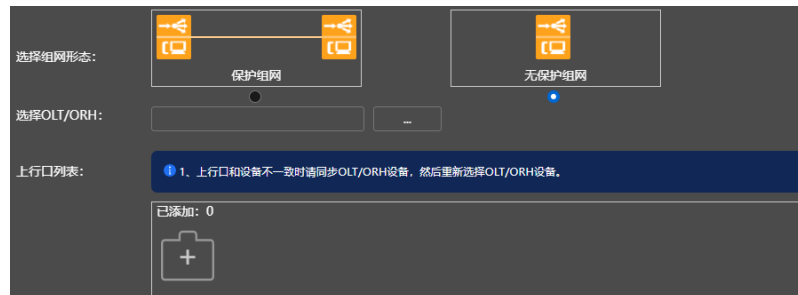 选择组网形态：
保护组网
无保护组网
选择OLT/ORH：
...
上行口列表：
1、上行口和设备不一致时请同步OLT/ORH设备，然后重新选择OLT/ORH设备。
已添加：0